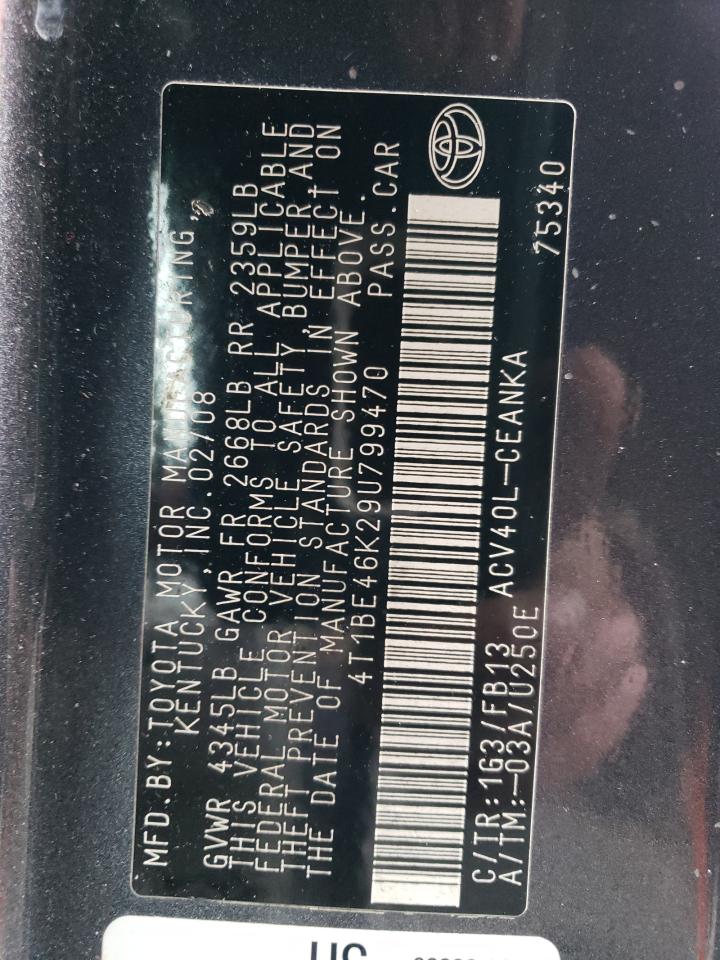 MFD.BY:TOYOTA MOTOR MANUFACTURING,
KENTUCKY,INC.02/08
GVWR 4345LB GAWR FR 2668LB RR 2359LB
THIS VEHICLE CONFORMS TO ALL APPLICABLE
FEDERAL MOTOR VEHICLE SAFETY,BUMPER AND
THEFT PREVENTION STANDARDS IN EFFECT ON
THE DATE OF MANUFACTURE SHOWN ABOVE.
4T1BE46K29U799470 PASS.CAR
C/TR:1G3/FB13 ACV40L-CEANKA
A/TM:-03A/U250E 75340